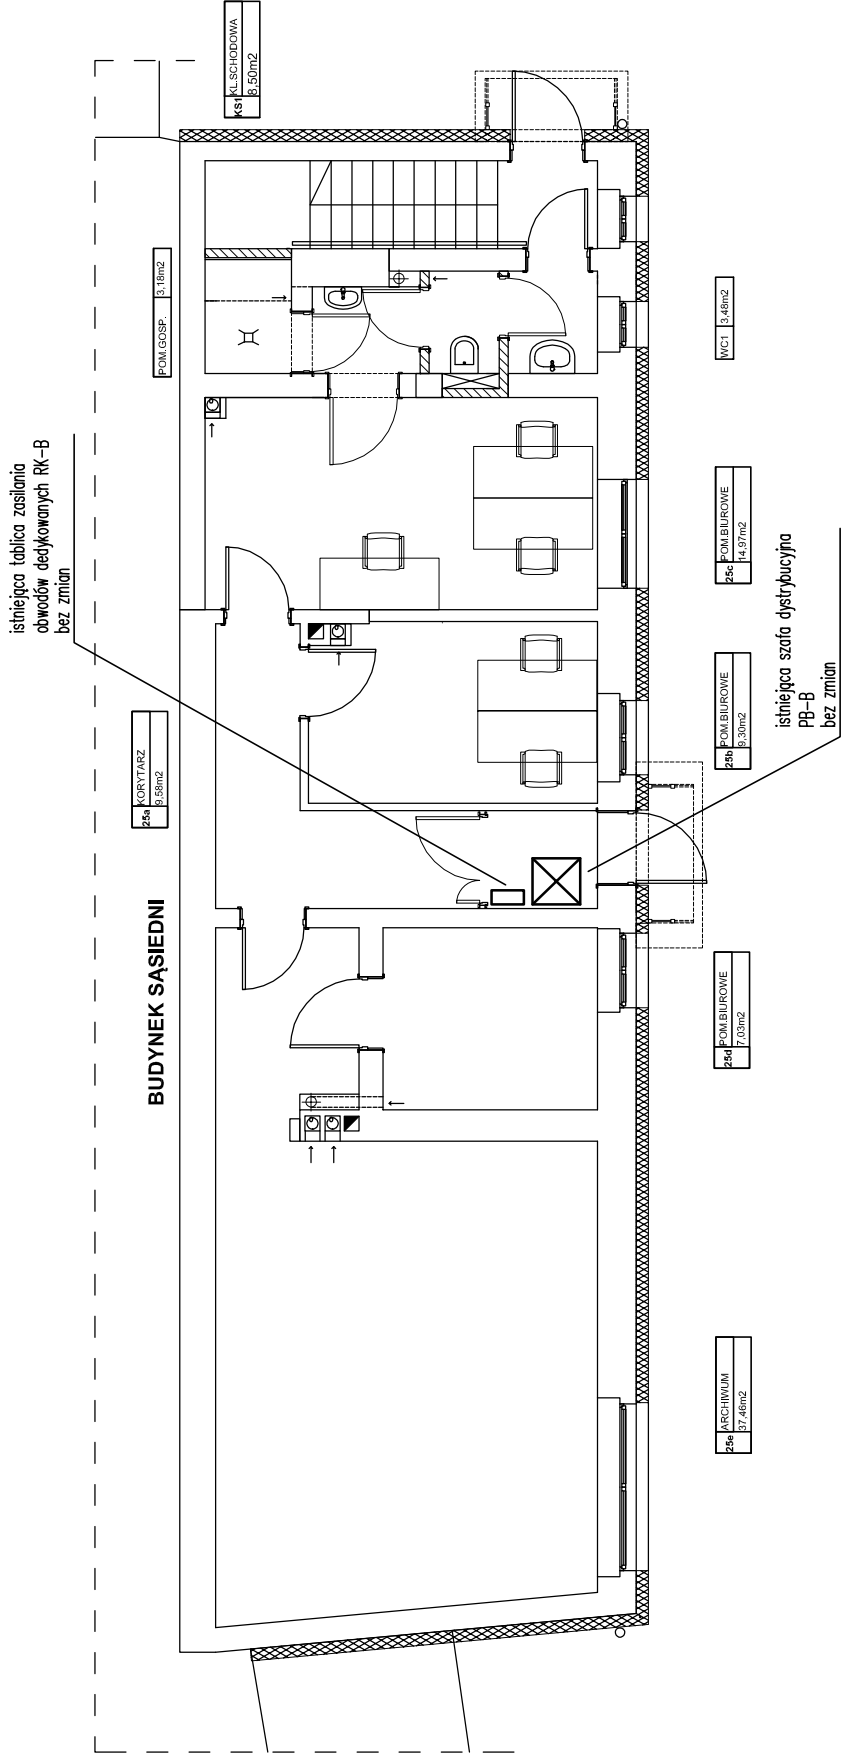 KS1
KL.SCHODOWA
8,50m2
POM.GOSP.
3,18m2
WC1
3,48m2
istniejąca tablica zasilania
obwodów dedykowanych RK-B
bez zmian
25c
POM.BIUROWE
14,97m2
istniejąca szafa dystrybucyjna
PB-B
bez zmian
25b
POM.BIUROWE
9,30m2
25a
KORYTARZ
9,58m2
BUDYNEK SĄSIEDNI
25d
POM.BIUROWE
7,03m2
25e
ARCHIWUM
37,46m2